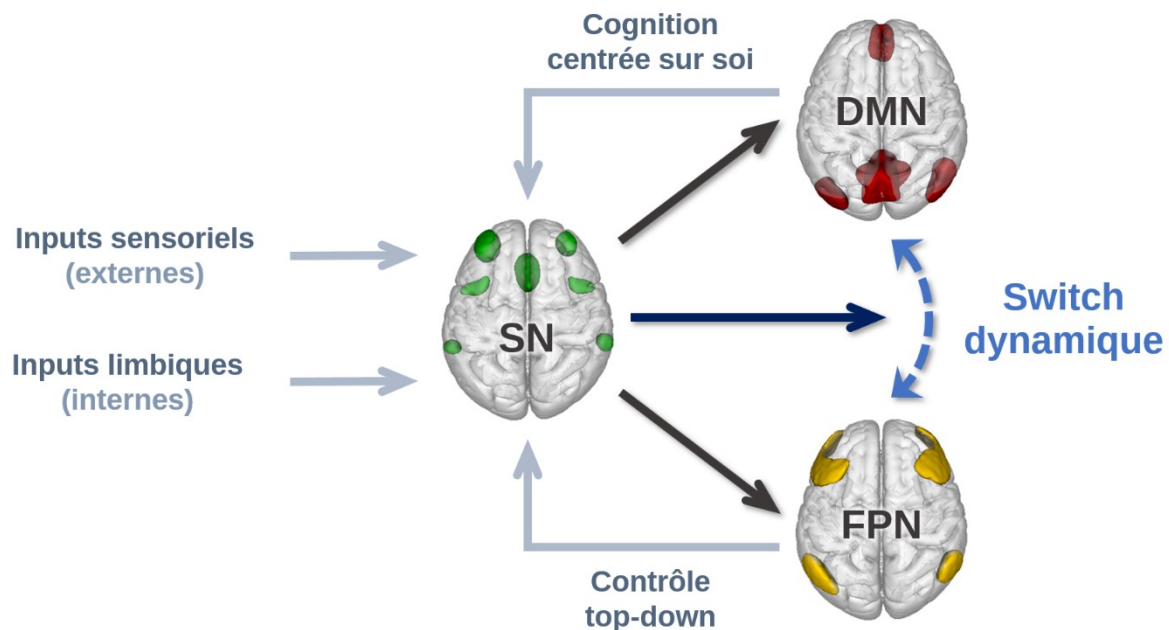 Cognition
centrée sur soi
DMN
Inputs sensoriels
(externes)
SN
Switch
dynamique
Inputs limbiques
(internes)
FPN
Contrôle
top-down